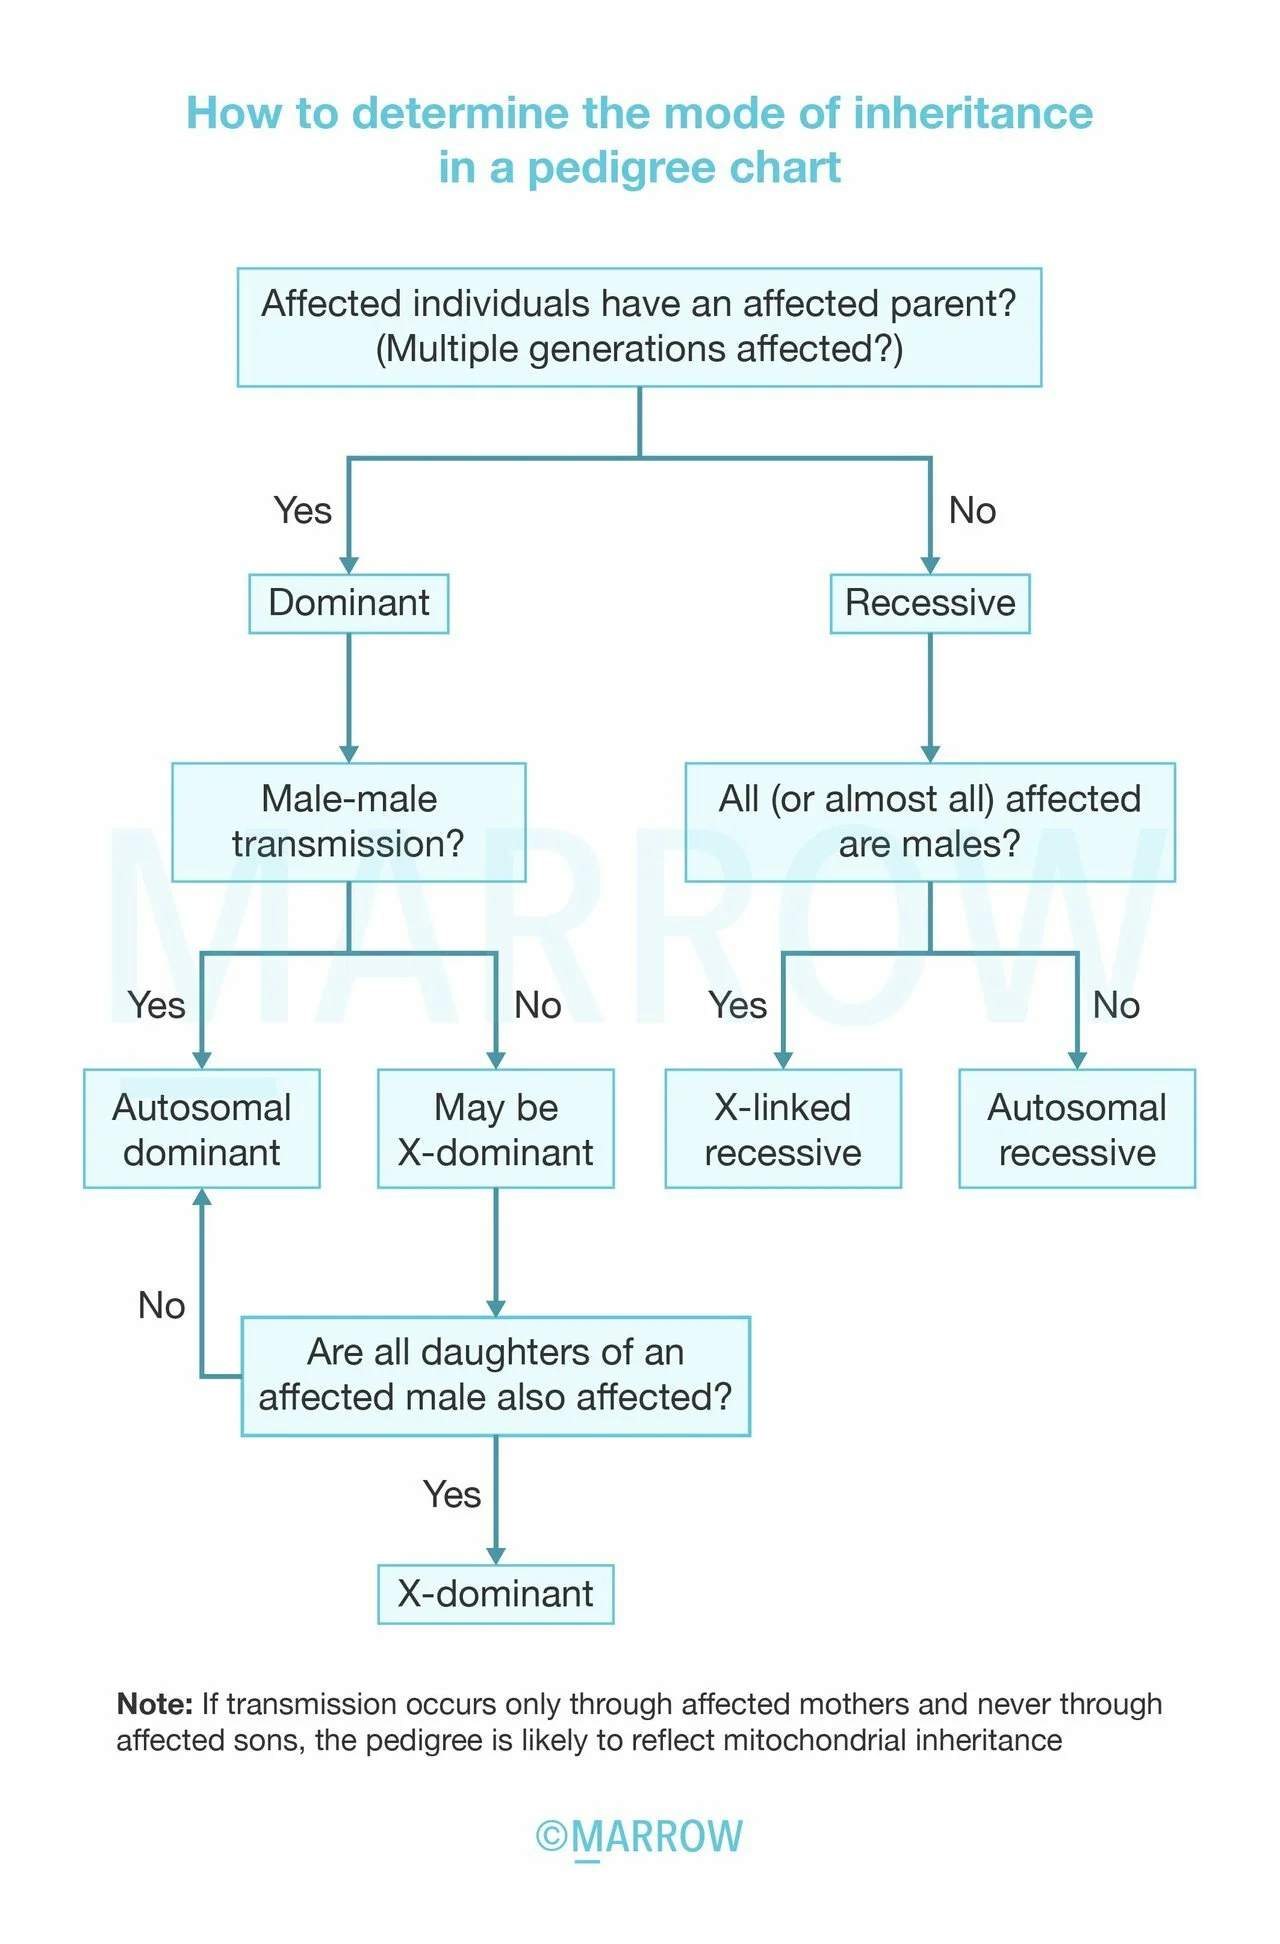 How to determine the mode of inheritance
in a pedigree chart
Affected individuals have an affected parent?
(Multiple generations affected?)
Yes
No
Dominant
Recessive
Male-male
transmission?
All (or almost all) affected
are males?
MARROW
Yes
No
Yes
No
Autosomal
dominant
May be
X-dominant
X-linked
recessive
Autosomal
recessive
No
Are all daughters of an
affected male also affected?
Yes
X-dominant
Note: If transmission occurs only through affected mothers and never through
affected sons, the pedigree is likely to reflect mitochondrial inheritance
©MARROW